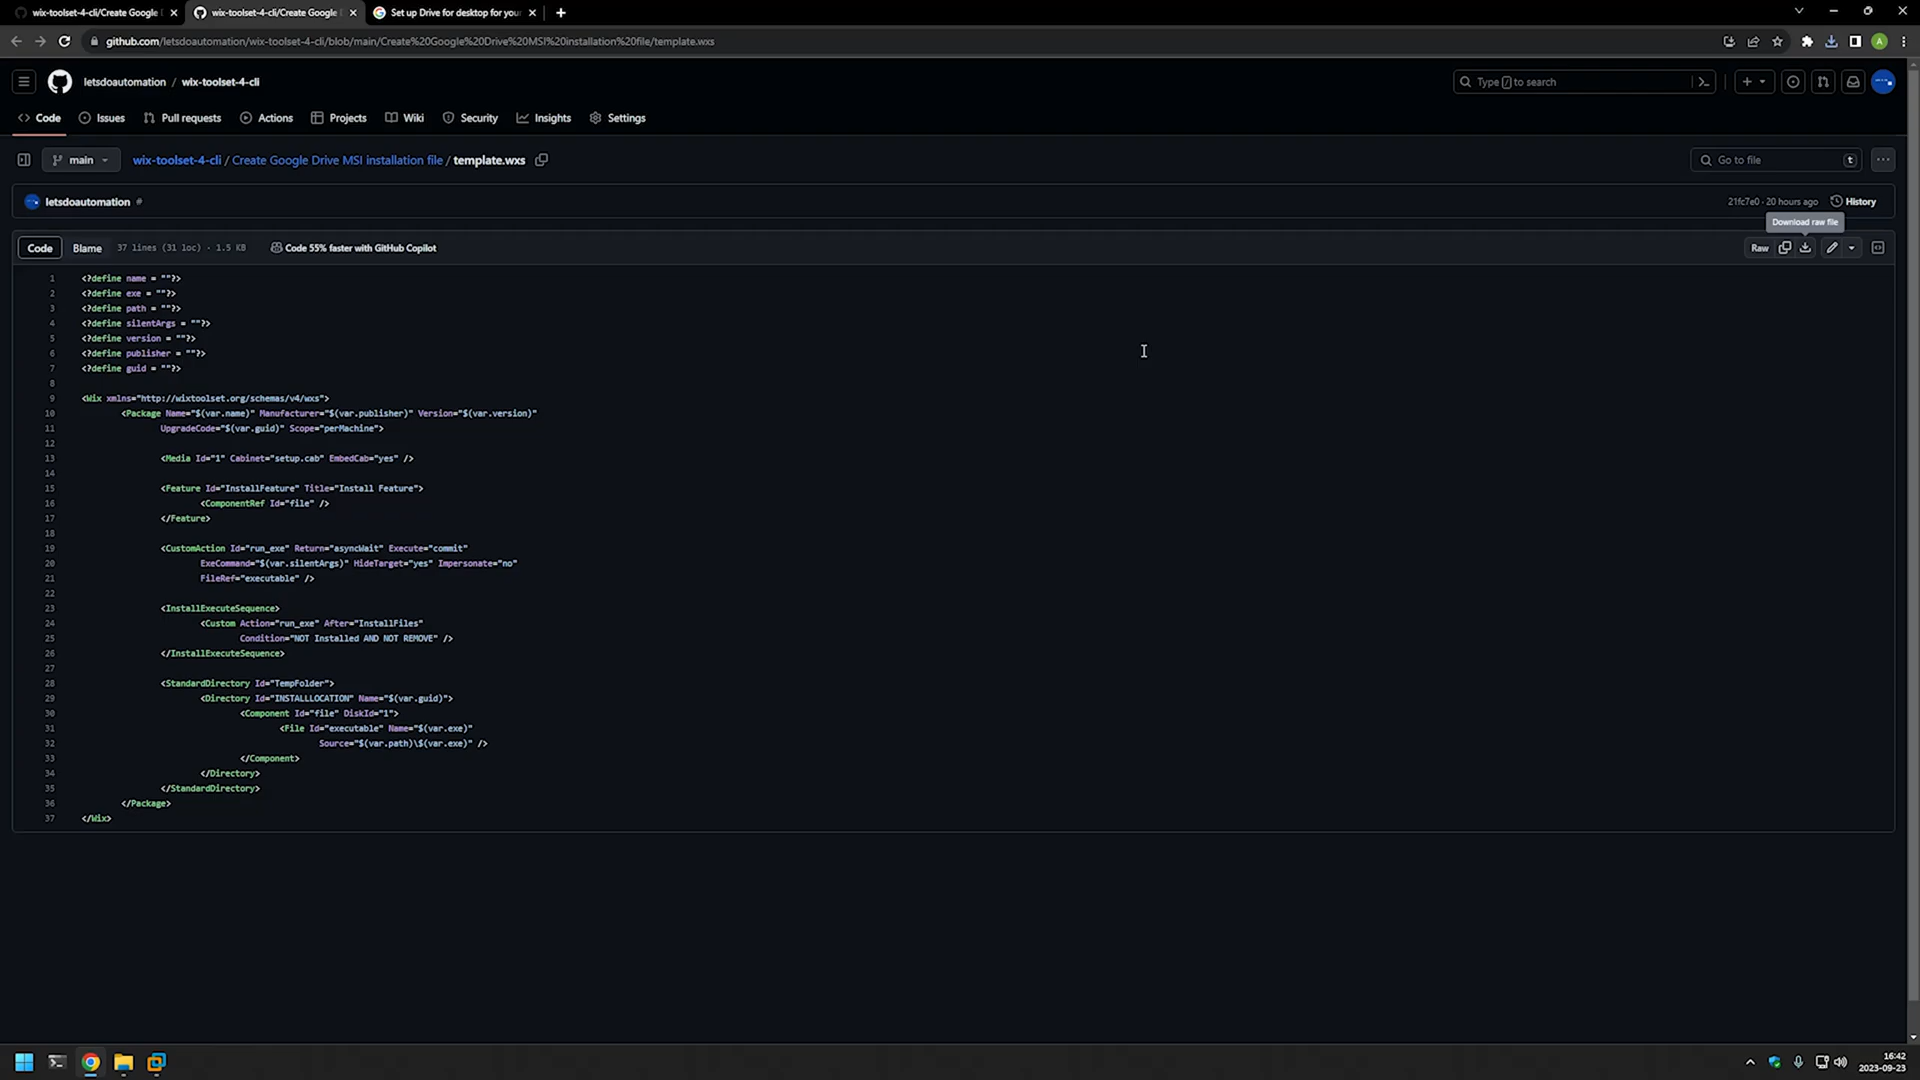 wix-toolset-4-cli/Create Google
wix-toolset-4-cli/Create Google
Set up Drive for desktop for your
github.com/letsdoautomation/wix-toolset-4-cli/blob/main/Create%20Google%20Drive%20MSI%20installation%20file/template.wxs
letsdoautomation / wix-toolset-4-cli
Type / to search
Code
Issues
Pull requests
Actions
Projects
Wiki
Security
Insights
Settings
main
wix-toolset-4-cli / Create Google Drive MSI installation file / template.wxs
Go to file
t
letsdoautomation #
21fc7e0 · 20 hours ago
History
Download raw file
Code
Blame
37 lines (31 loc) · 1.5 KB
Code 55% faster with GitHub Copilot
Raw
1 <?define name = ""?>
2 <?define exe = ""?>
3 <?define path = ""?>
4 <?define silentArgs = ""?>
5 <?define version = ""?>
6 <?define publisher = ""?>
7 <?define guid = ""?>
8
9 <Wix xmlns="http://wixtoolset.org/schemas/v4/wxs">
10 <Package Name="$(var.name)" Manufacturer="$(var.publisher)" Version="$(var.version)"
11 UpgradeCode="$(var.guid)" Scope="perMachine">
12
13 <Media Id="1" Cabinet="setup.cab" EmbedCab="yes" />
14
15 <Feature Id="InstallFeature" Title="Install Feature">
16 <ComponentRef Id="file" />
17 </Feature>
18
19 <CustomAction Id="run_exe" Return="asyncWait" Execute="commit"
20 ExeCommand="$(var.silentArgs)" HideTarget="yes" Impersonate="no"
21 FileRef="executable" />
22
23 <InstallExecuteSequence>
24 <Custom Action="run_exe" After="InstallFiles"
25 Condition="NOT Installed AND NOT REMOVE" />
26 </InstallExecuteSequence>
27
28 <StandardDirectory Id="TempFolder">
29 <Directory Id="INSTALLLOCATION" Name="$(var.guid)">
30 <Component Id="file" DiskId="1">
31 <File Id="executable" Name="$(var.exe)"
32 Source="$(var.path)\$(var.exe)" />
33 </Component>
34 </Directory>
35 </StandardDirectory>
36 </Package>
37 </Wix>
16:42
2023-09-23